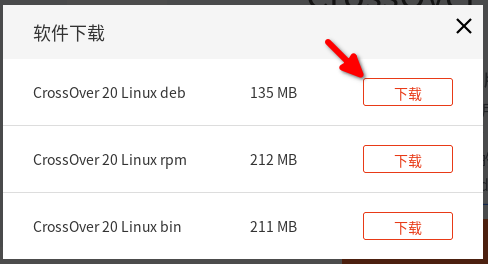 CrossOver
软件下载
CrossOver 20 Linux deb 135 MB 下载
CrossOver 20 Linux rpm 212 MB 下载
CrossOver 20 Linux bin 211 MB 下载